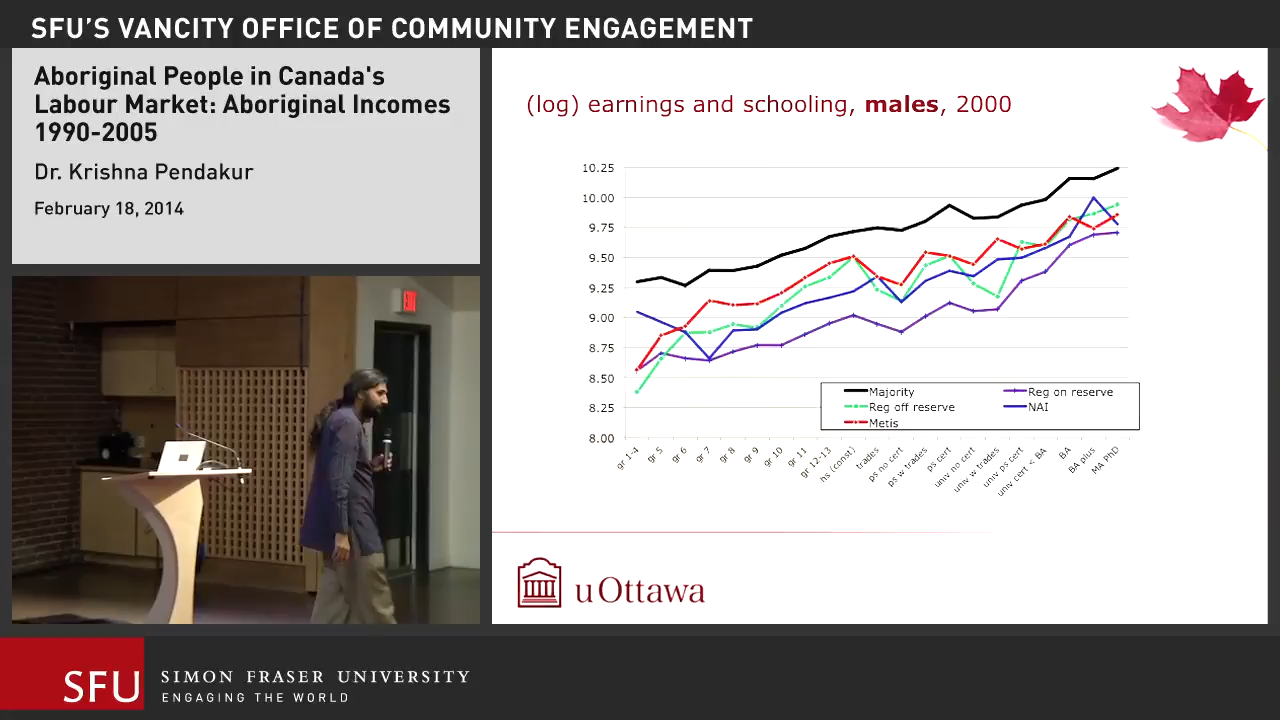 SFU'S VANCITY OFFICE OF COMMUNITY ENGAGEMENT
Aboriginal People in Canada's
Labour Market: Aboriginal Incomes
1990-2005
Dr. Krishna Pendakur
February 18, 2014
(log) earnings and schooling, males, 2000
10.25
10.00
9.75
9.50
9.25
9.00
8.75
8.50
8.25
8.00
Majority
Reg on reserve
Reg off reserve
NAI
Metis
gr 1-4
gr 5
gr 6
gr 7
gr 8
gr 9
gr 10
gr 11
gr 12-13
hs (const)
trades
ps no cert
ps w trades
ps cert
univ no cert
univ w trades
univ ps cert
univ cert < BA
BA
BA plus
MA PhD
uOttawa
SFU
SIMON FRASER UNIVERSITY
ENGAGING THE WORLD